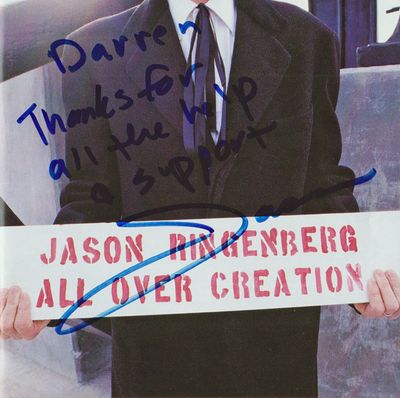 Darren
Thanks for
all the help
a support
JASON RINGENBERG
ALL OVER CREATION